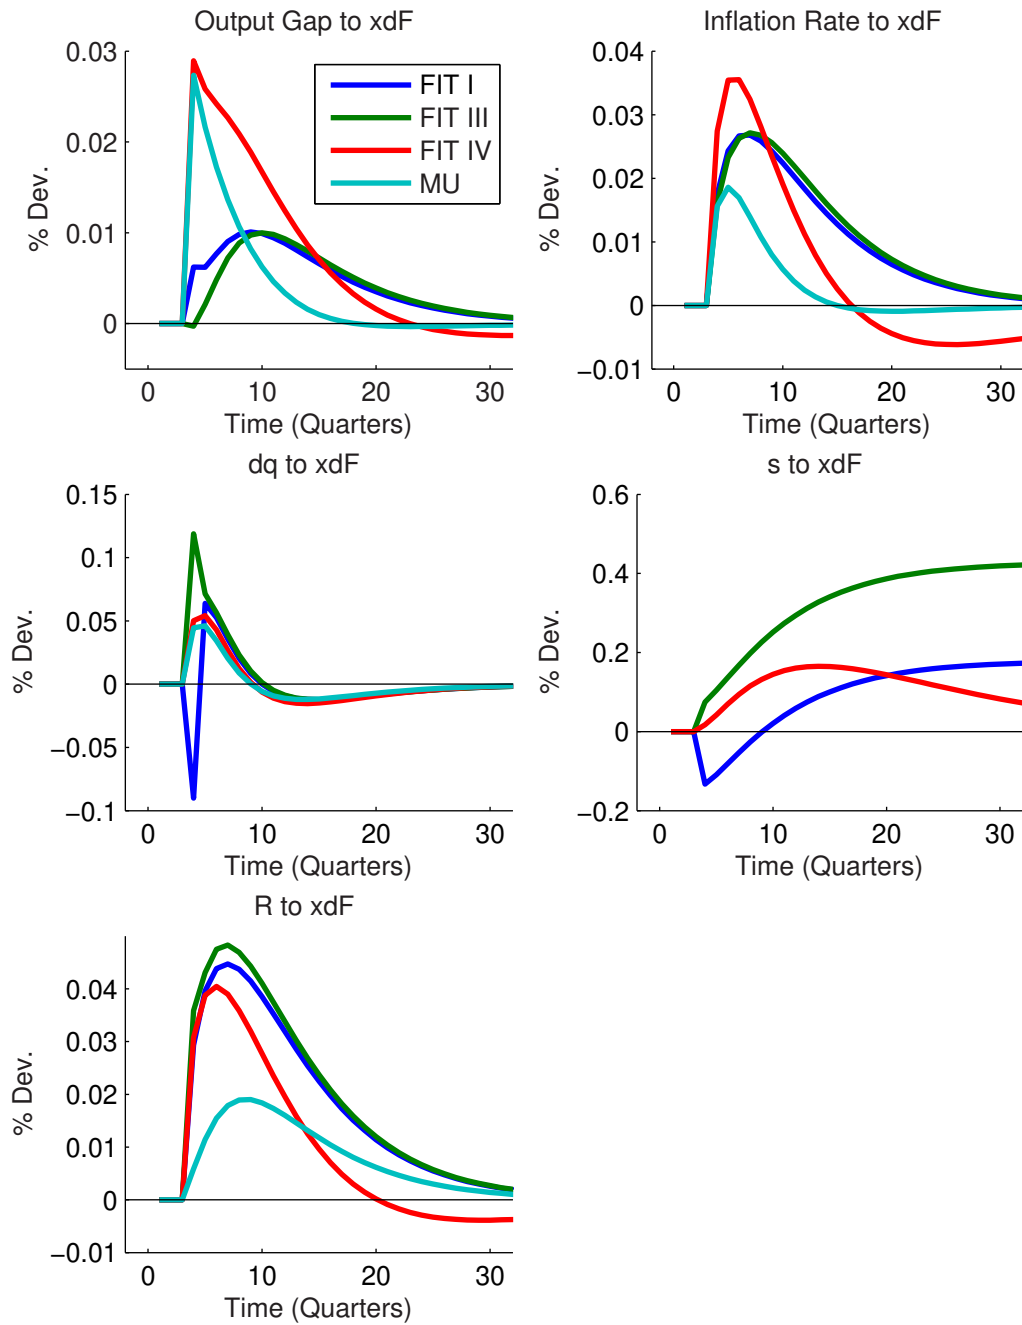 Output Gap to xdF
0.03
0.02
0.01
0
% Dev.
0
10
20
30
Time (Quarters)
FIT I
FIT III
FIT IV
MU
Inflation Rate to xdF
0.04
0.03
0.02
0.01
0
−0.01
% Dev.
0
10
20
30
Time (Quarters)
dq to xdF
0.15
0.1
0.05
0
−0.05
−0.1
% Dev.
0
10
20
30
Time (Quarters)
s to xdF
0.6
0.4
0.2
0
−0.2
% Dev.
0
10
20
30
Time (Quarters)
R to xdF
0.04
0.03
0.02
0.01
0
−0.01
% Dev.
0
10
20
30
Time (Quarters)